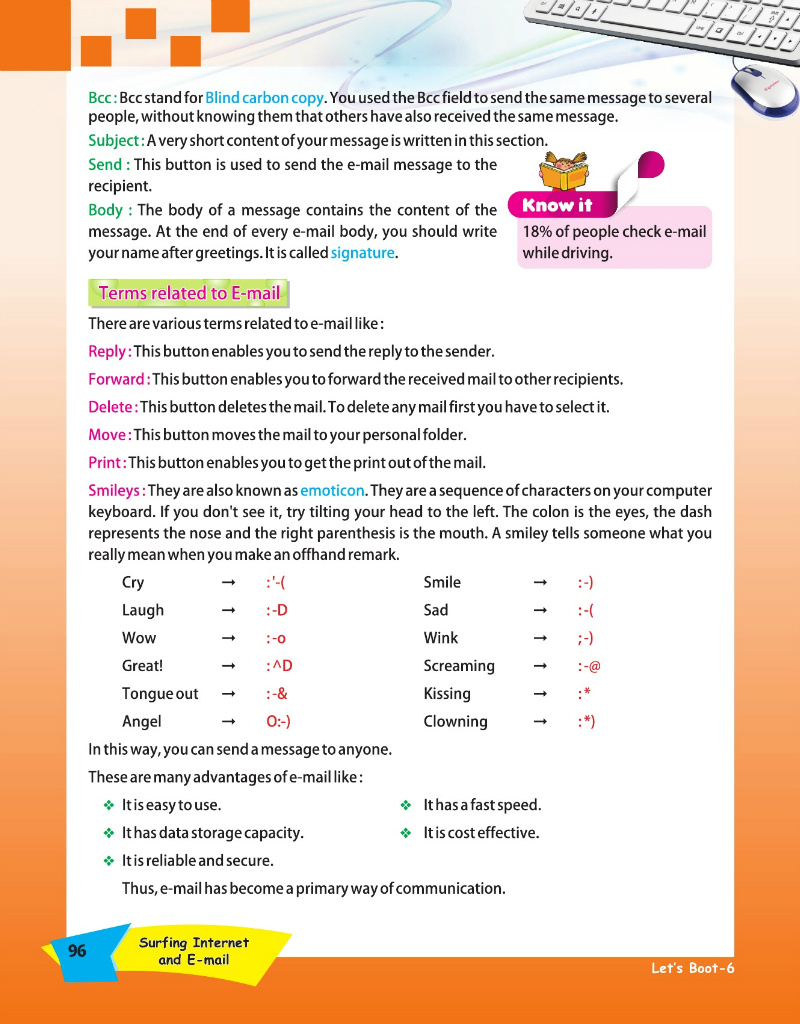 Bcc : Bcc stand for Blind carbon copy. You used the Bcc field to send the same message to several
people, without knowing them that others have also received the same message.
Subject : A very short content of your message is written in this section.
Send : This button is used to send the e-mail message to the
recipient.
Body : The body of a message contains the content of the
message. At the end of every e-mail body, you should write
your name after greetings. It is called signature.
Know it
18% of people check e-mail
while driving.
Terms related to E-mail
There are various terms related to e-mail like :
Reply : This button enables you to send the reply to the sender.
Forward : This button enables you to forward the received mail to other recipients.
Delete : This button deletes the mail. To delete any mail first you have to select it.
Move : This button moves the mail to your personal folder.
Print : This button enables you to get the print out of the mail.
Smileys : They are also known as emoticon. They are a sequence of characters on your computer
keyboard. If you don't see it, try tilting your head to the left. The colon is the eyes, the dash
represents the nose and the right parenthesis is the mouth. A smiley tells someone what you
really mean when you make an offhand remark.
Cry → :'-( Smile → :-)
Laugh → :-D Sad → :-(
Wow → :-o Wink → ;-)
Great! → :^D Screaming → :-@
Tongue out → :-& Kissing → :*
Angel → O:-) Clowning → :*)
In this way, you can send a message to anyone.
These are many advantages of e-mail like :
❖ It is easy to use. ❖ It has a fast speed.
❖ It has data storage capacity. ❖ It is cost effective.
❖ It is reliable and secure.
Thus, e-mail has become a primary way of communication.
96
Surfing Internet
and E-mail
Let's Boot-6